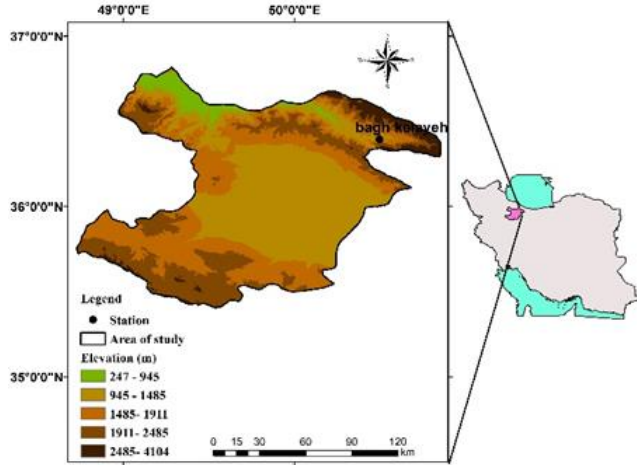 49°0'0"E 50°0'0"E
37°0'0"N
bagh kolayeh
36°0'0"N
Legend
Station
Area of study
Elevation (m)
247 - 945
945 - 1485
1485- 1911
1911- 2485
2485- 4104
35°0'0"N
0 15 30 60 90 120
km